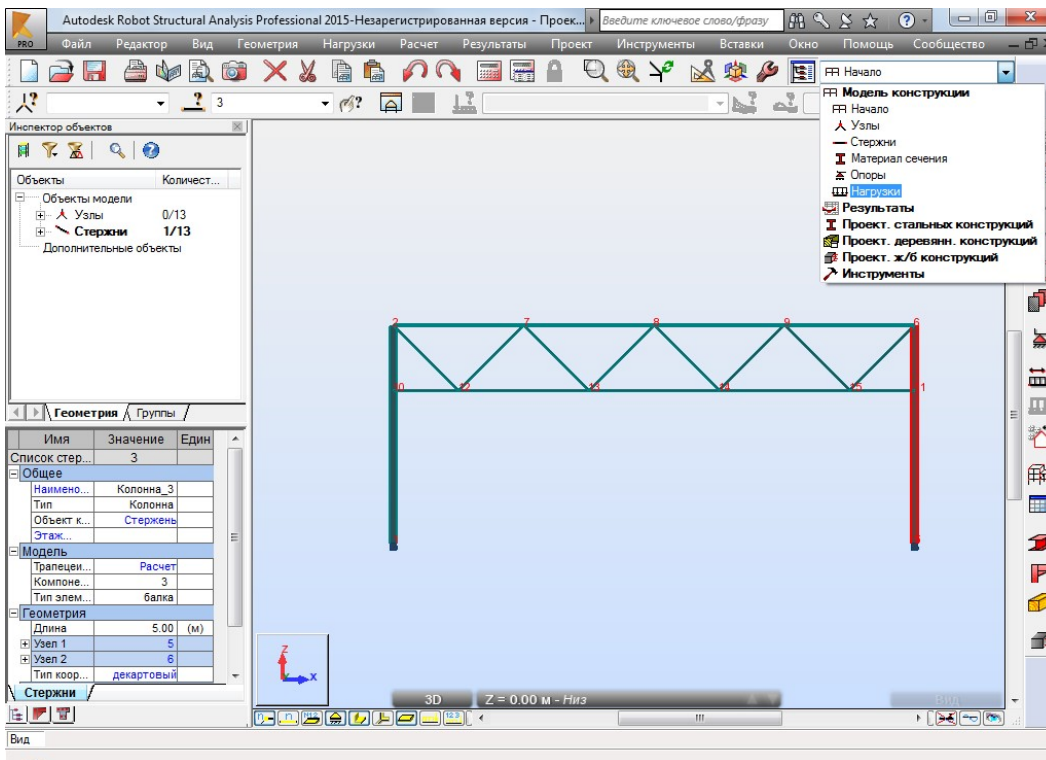 Autodesk Robot Structural Analysis Professional 2015-Незарегистрированная версия - Проек...
Введите ключевое слово/фразу
PRO
Файл Редактор Вид Геометрия Нагрузки Расчет Результаты Проект Инструменты Вставки Окно Помощь Сообщество
Начало
3
Модель конструкции
Начало
Узлы
Стержни
Материал сечения
Опоры
Нагрузки
Результаты
Проект. стальных конструкций
Проект. деревянн. конструкций
Проект. ж/б конструкций
Инструменты
Инспектор объектов
Объекты Количест...
Объекты модели
Узлы 0/13
Стержни 1/13
Дополнительные объекты
Геометрия Группы
Имя Значение Един
Список стер... 3
Общее
Наимено... Колонна_3
Тип Колонна
Объект к... Стержень
Этаж...
Модель
Трапеции... Расчет
Компоне... 3
Тип элем... балка
Геометрия
Длина 5.00 (м)
Узел 1 5
Узел 2 6
Тип коор... декартовый
Стержни
2 7 8 9 6
12 13 14 15
Z
X
3D Z = 0.00 м - Низ
Вид
Вид